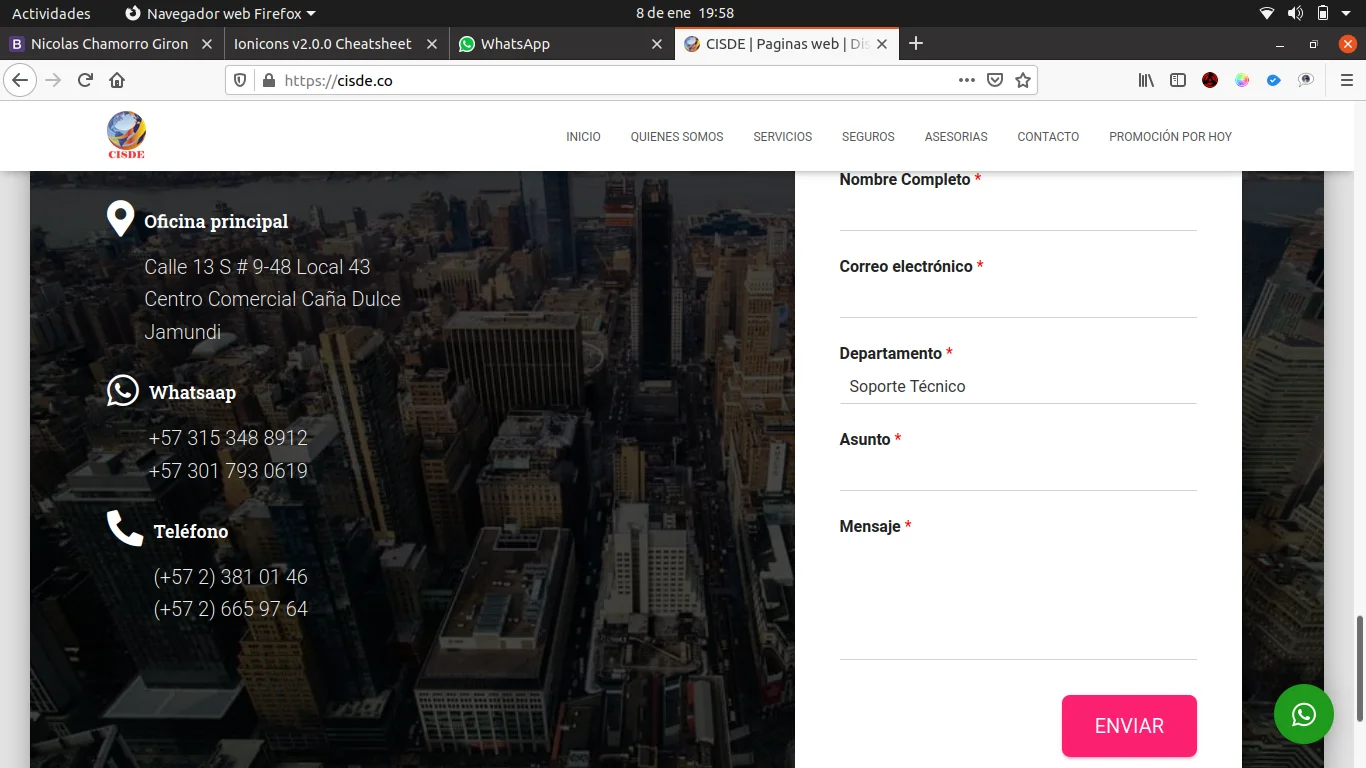 Actividades
Navegador web Firefox
8 de ene 19:58
B Nicolas Chamorro Giron
Ionicons v2.0.0 Cheatsheet
WhatsApp
CISDE | Paginas web | Dis
https://cisde.co
CISDE
INICIO
QUIENES SOMOS
SERVICIOS
SEGUROS
ASESORIAS
CONTACTO
PROMOCIÓN POR HOY
Oficina principal
Calle 13 S # 9-48 Local 43
Centro Comercial Caña Dulce
Jamundi
Whatsaap
+57 315 348 8912
+57 301 793 0619
Teléfono
(+57 2) 381 01 46
(+57 2) 665 97 64
Nombre Completo *
Correo electrónico *
Departamento *
Soporte Técnico
Asunto *
Mensaje *
ENVIAR